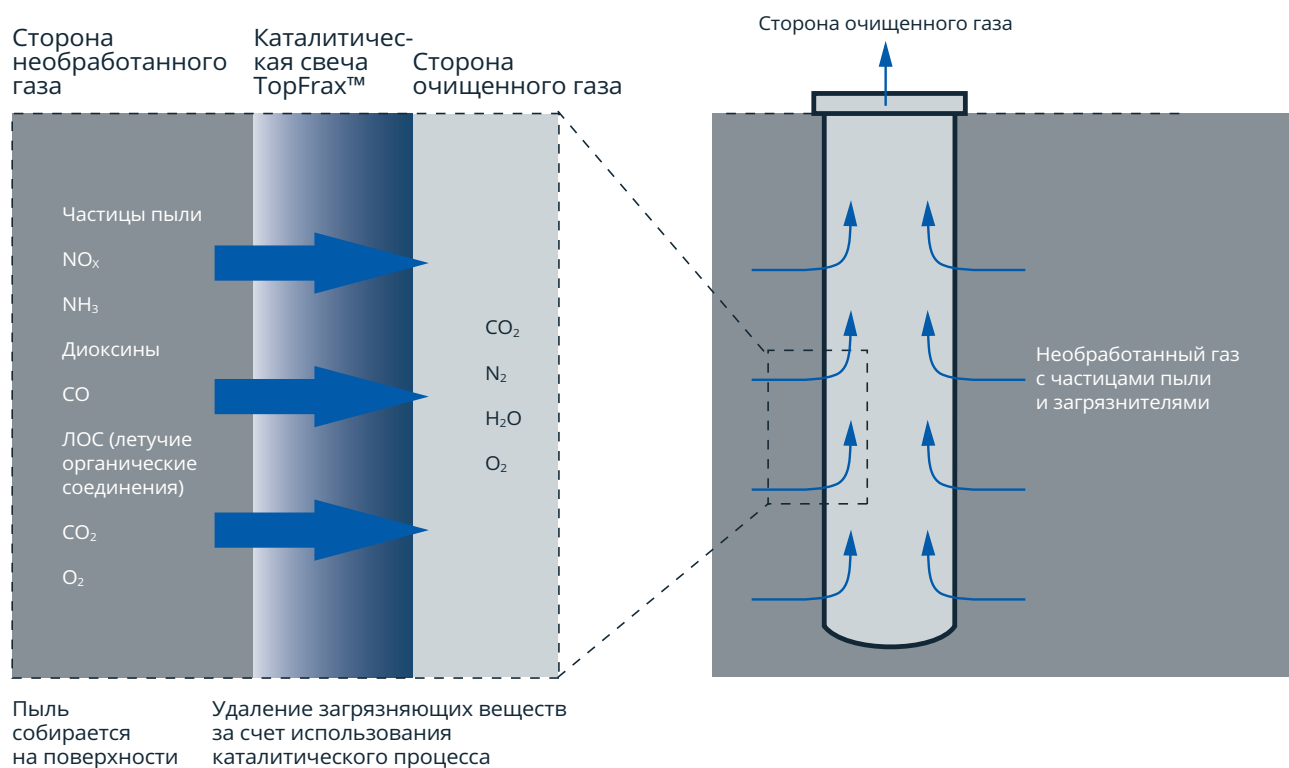 Сторона
необработанного
газа
Каталитичес-
кая свеча
TopFrax™
Сторона
очищенного газа
Частицы пыли
NOₓ
NH₃
Диоксины
CO
ЛОС (летучие
органические
соединения)
CO₂
O₂
CO₂
N₂
H₂O
O₂
Пыль
собирается
на поверхности
Удаление загрязняющих веществ
за счет использования
каталитического процесса
Сторона очищенного газа
Необработанный газ
с частицами пыли
и загрязнителями